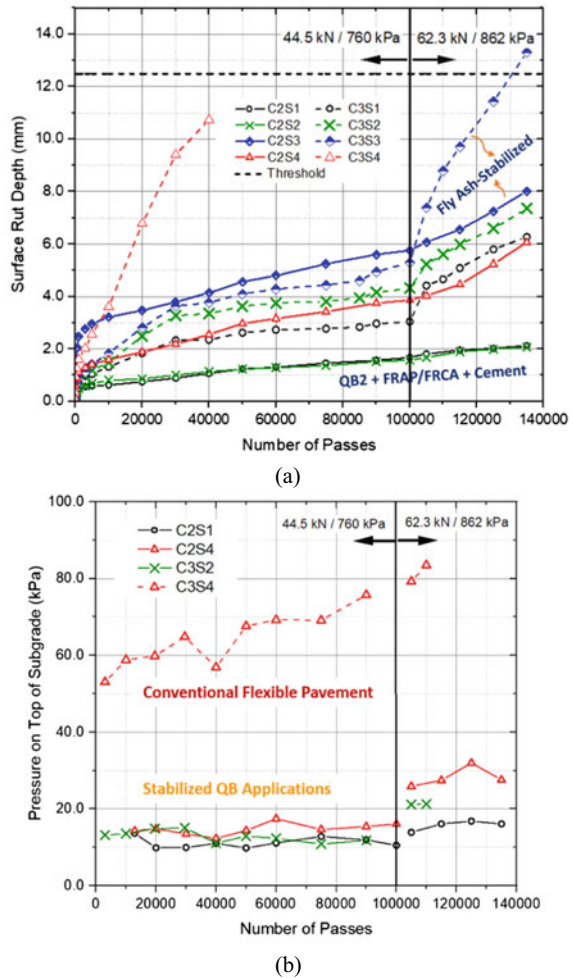 (a)
44.5 kN / 760 kPa
62.3 kN / 862 kPa
14.0
12.0
10.0
8.0
6.0
4.0
2.0
0.0
Surface Rut Depth (mm)
C2S1
C3S1
C2S2
C3S2
C2S3
C3S3
C2S4
C3S4
Threshold
Fly Ash-Stabilized
QB2 + FRAP/FRCA + Cement
0
20000
40000
60000
80000
100000
120000
140000
Number of Passes
(a)
100.0
80.0
60.0
40.0
20.0
0.0
Pressure on Top of Subgrade (kPa)
C2S1
C2S4
C3S2
C3S4
44.5 kN / 760 kPa
62.3 kN / 862 kPa
Conventional Flexible Pavement
Stabilized QB Applications
0
20000
40000
60000
80000
100000
120000
140000
Number of Passes
(b)